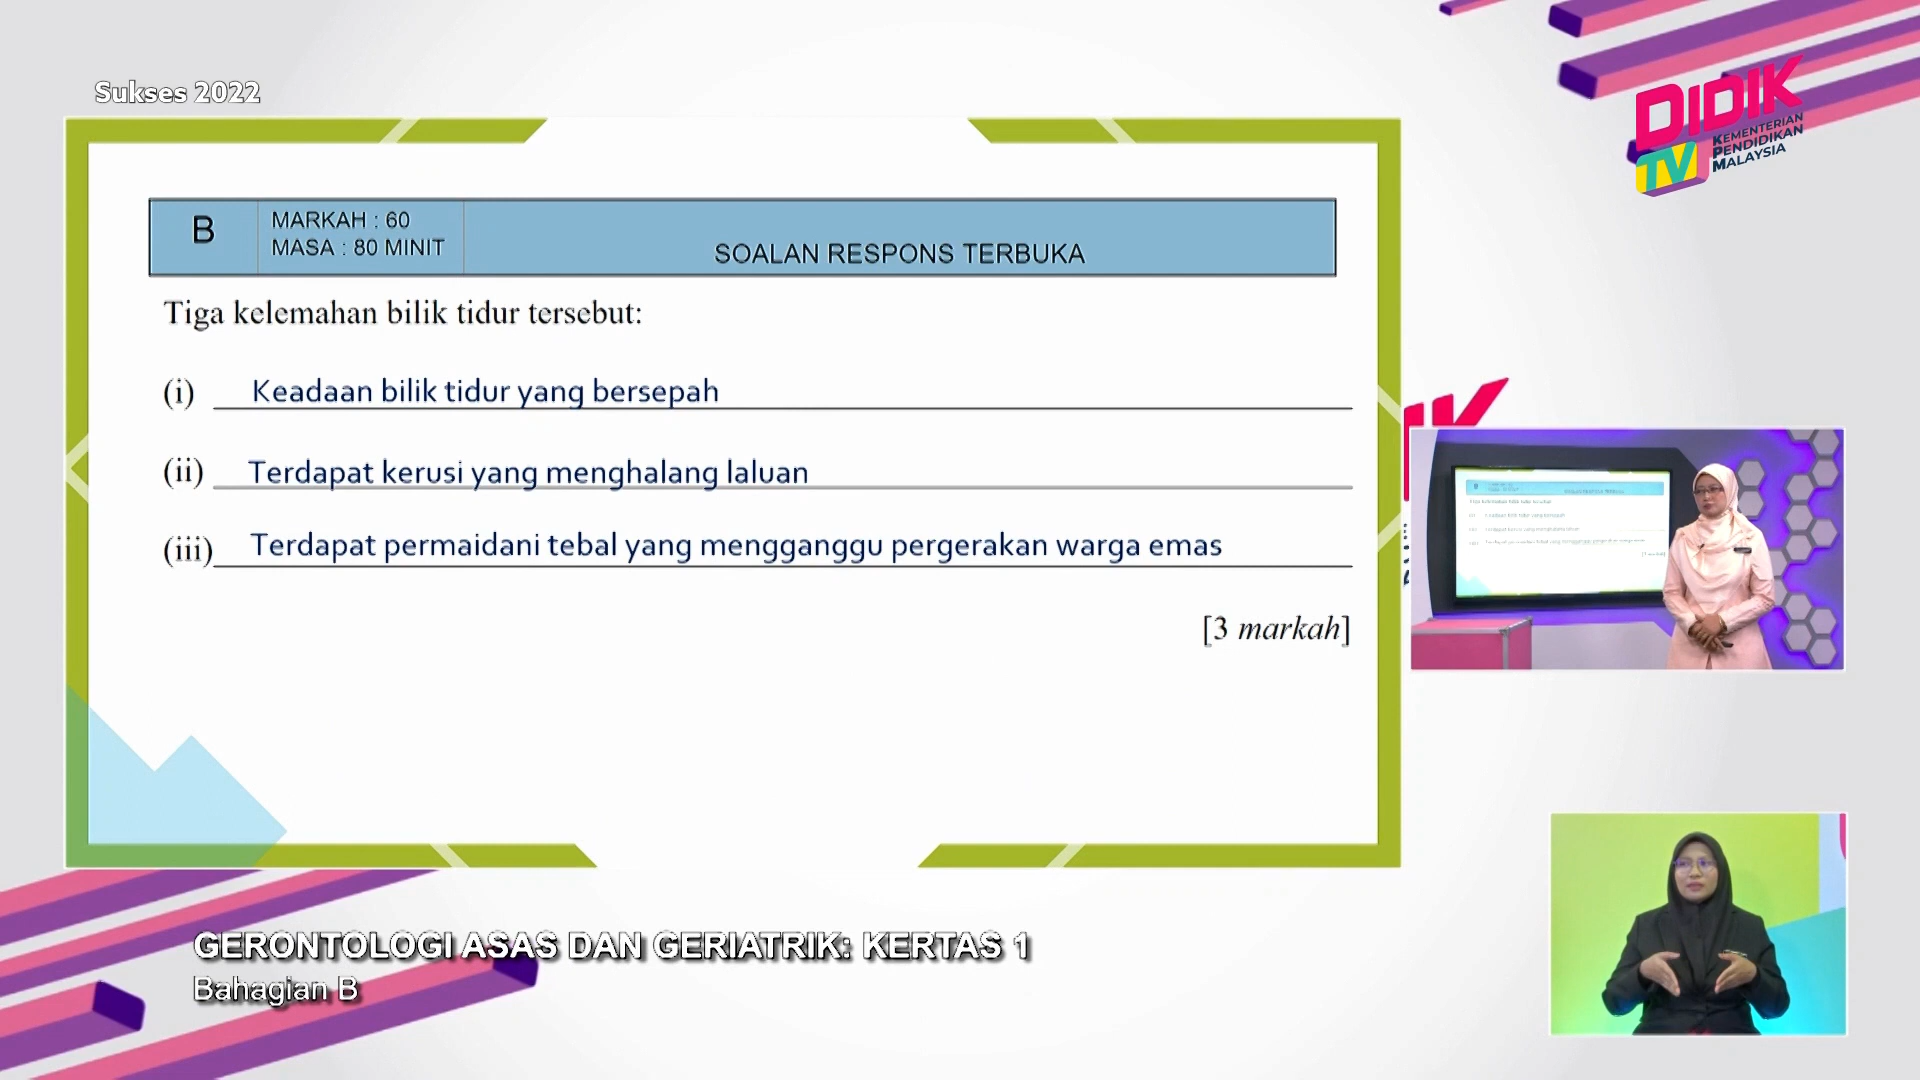 Sukses 2022
DIDIK
TV
KEMENTERIAN
PENDIDIKAN
MALAYSIA
B
MARKAH : 60
MASA : 80 MINIT
SOALAN RESPONS TERBUKA
Tiga kelemahan bilik tidur tersebut:
(i) Keadaan bilik tidur yang bersepah
(ii) Terdapat kerusi yang menghalang laluan
(iii) Terdapat permaidani tebal yang mengganggu pergerakan warga emas
[3 markah]
GERONTOLOGI ASAS DAN GERIATRIK: KERTAS 1
Bahagian B